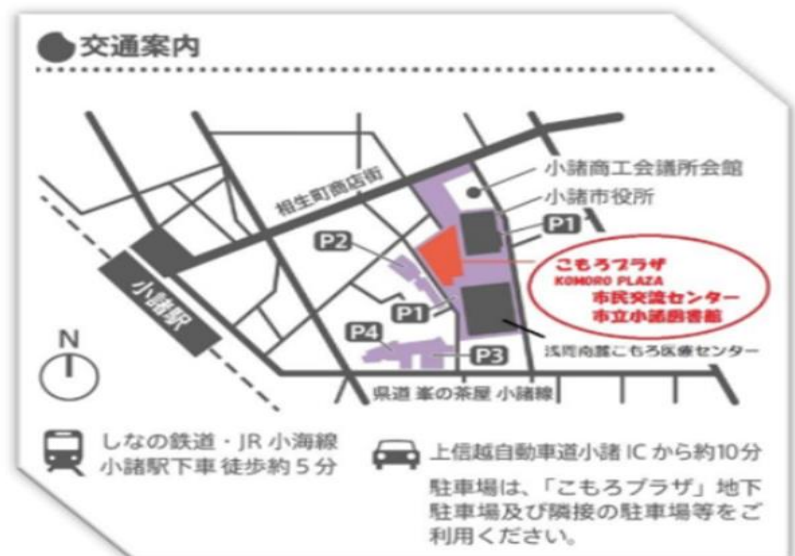 交通案内
相生町商店街
小諸商工会議所会館
小諸市役所
P1
P2
こもろプラザ
KOMORO PLAZA
市民交流センター
市立小諸図書館
小諸駅
P1
P4
P3
浅間南麓こもろ医療センター
N
県道 峯の茶屋 小諸線
しなの鉄道・JR 小海線
小諸駅下車 徒歩約5分
上信越自動車道小諸 IC から約10分
駐車場は、「こもろプラザ」地下
駐車場及び隣接の駐車場等をご
利用ください。